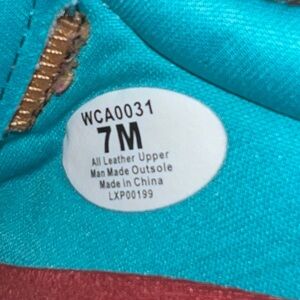 WCA0031
7M
All Leather Upper
Man Made Outsole
Made in China
LXP00199